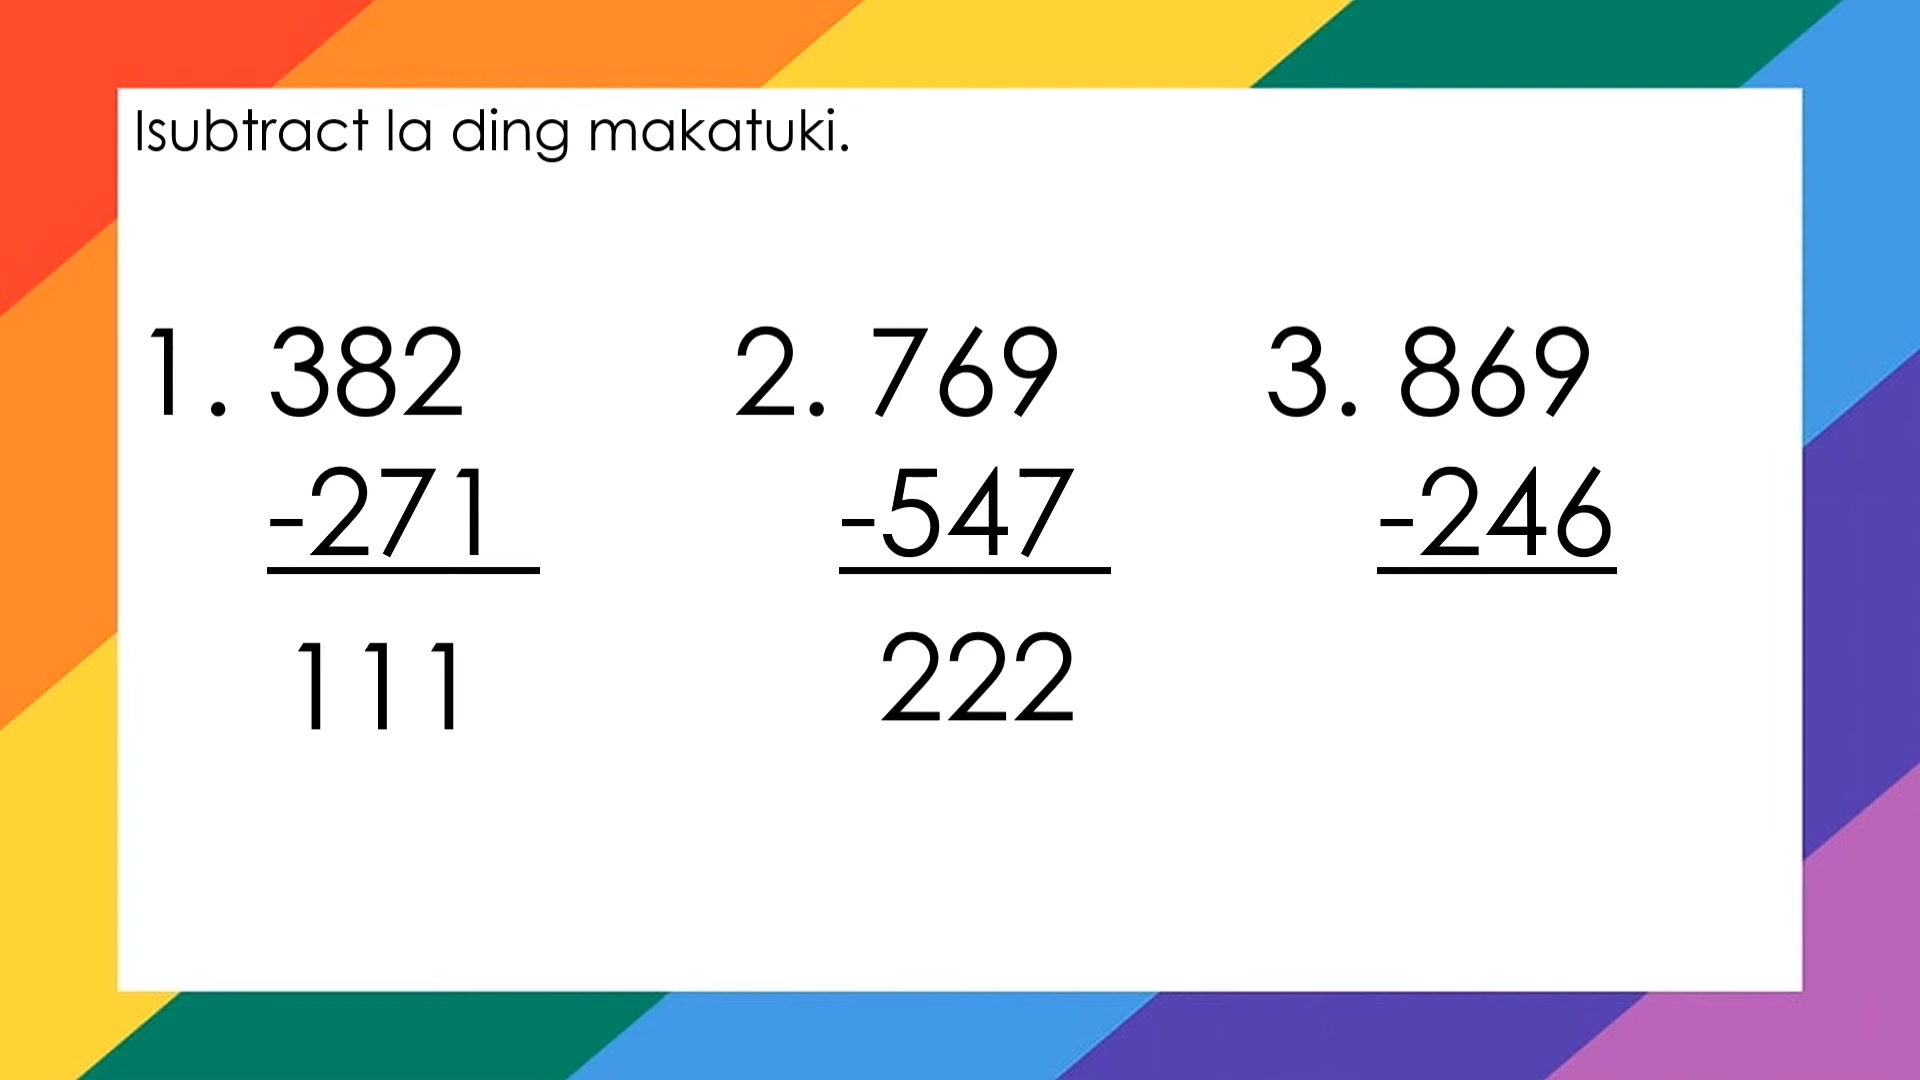 Isubtract la ding makatuki.
1. 382 2. 769 3. 869
-271 -547 -246
111 222